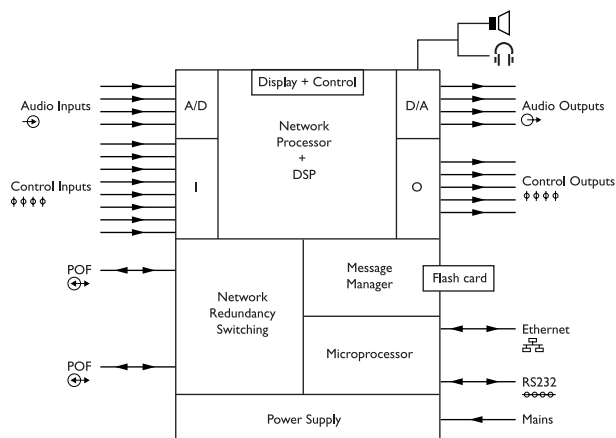 Display + Control
A/D
D/A
Audio Inputs
Audio Outputs
Network
Processor
+
DSP
Control Inputs
I
O
Control Outputs
POF
Message
Manager
Flash card
Network
Redundancy
Switching
Ethernet
Microprocessor
POF
RS232
Power Supply
Mains